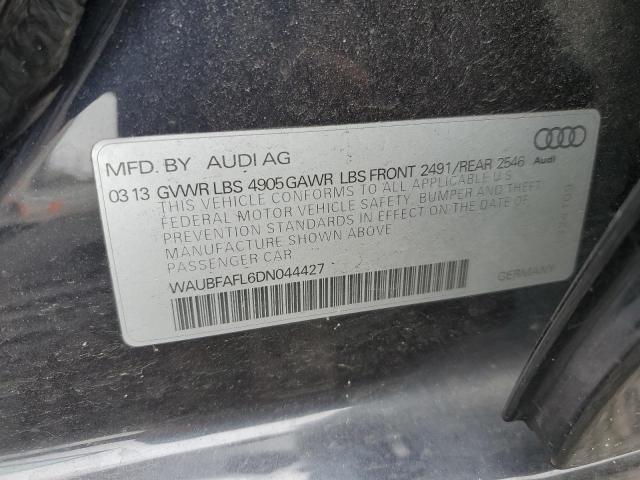 MFD. BY AUDI AG
03 13 GVWR LBS 4905 GAWR LBS FRONT 2491/REAR 2546
Audi
THIS VEHICLE CONFORMS TO ALL APPLICABLE U.S.
FEDERAL MOTOR VEHICLE SAFETY, BUMPER AND THEFT
PREVENTION STANDARDS IN EFFECT ON THE DATE OF
MANUFACTURE SHOWN ABOVE
PASSENGER CAR
WAUBFAFL6DN044427
GERMANY